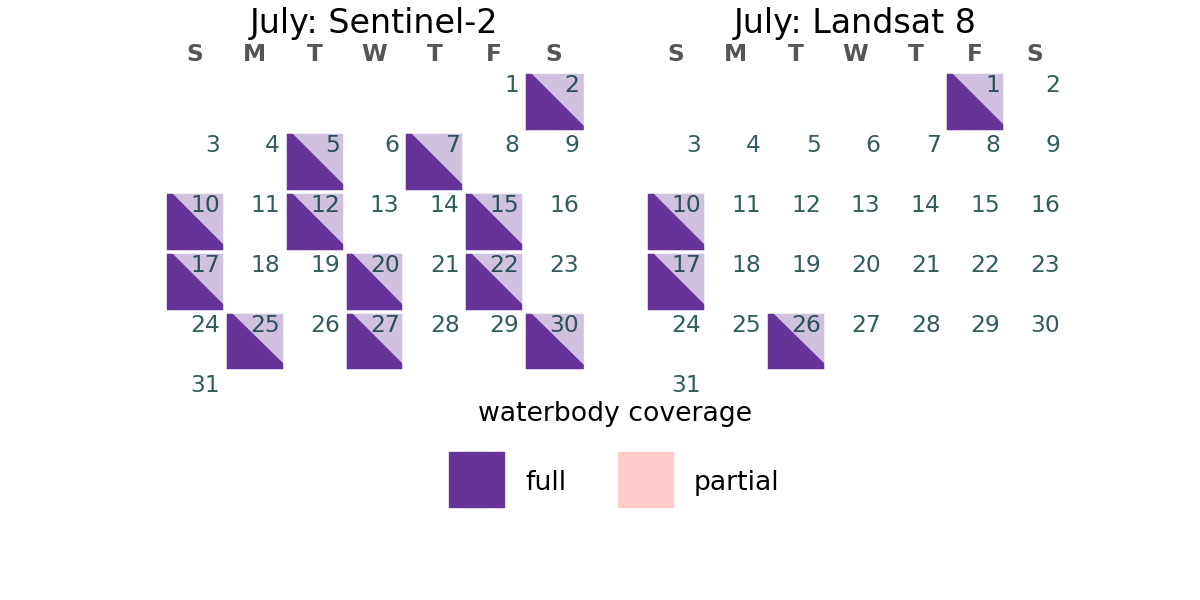 July: Sentinel-2
S M T W T F S
1 2
3 4 5 6 7 8 9
10 11 12 13 14 15 16
17 18 19 20 21 22 23
24 25 26 27 28 29 30
31
July: Landsat 8
S M T W T F S
1 2
3 4 5 6 7 8 9
10 11 12 13 14 15 16
17 18 19 20 21 22 23
24 25 26 27 28 29 30
31
waterbody coverage
full
partial